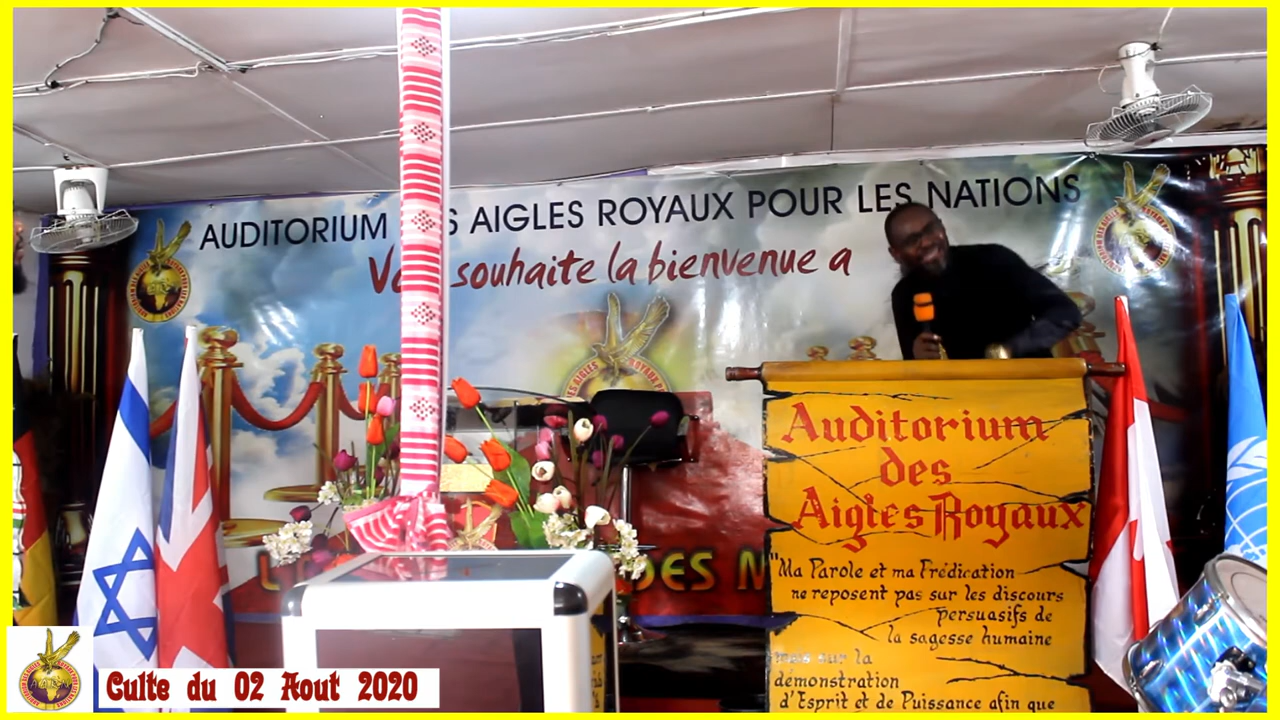 AUDITORIUM S AIGLES ROYAUX POUR LES NATIONS
souhaite la bienvenue a
DES
Auditorium
des
Aigles Royaux
"Ma Parole et ma Prédication
ne reposent pas sur les discours
persuasifs de
la sagesse humaine
mais sur la
démonstration
d'Esprit et de Puissance afin que
Culte du 02 Aout 2020